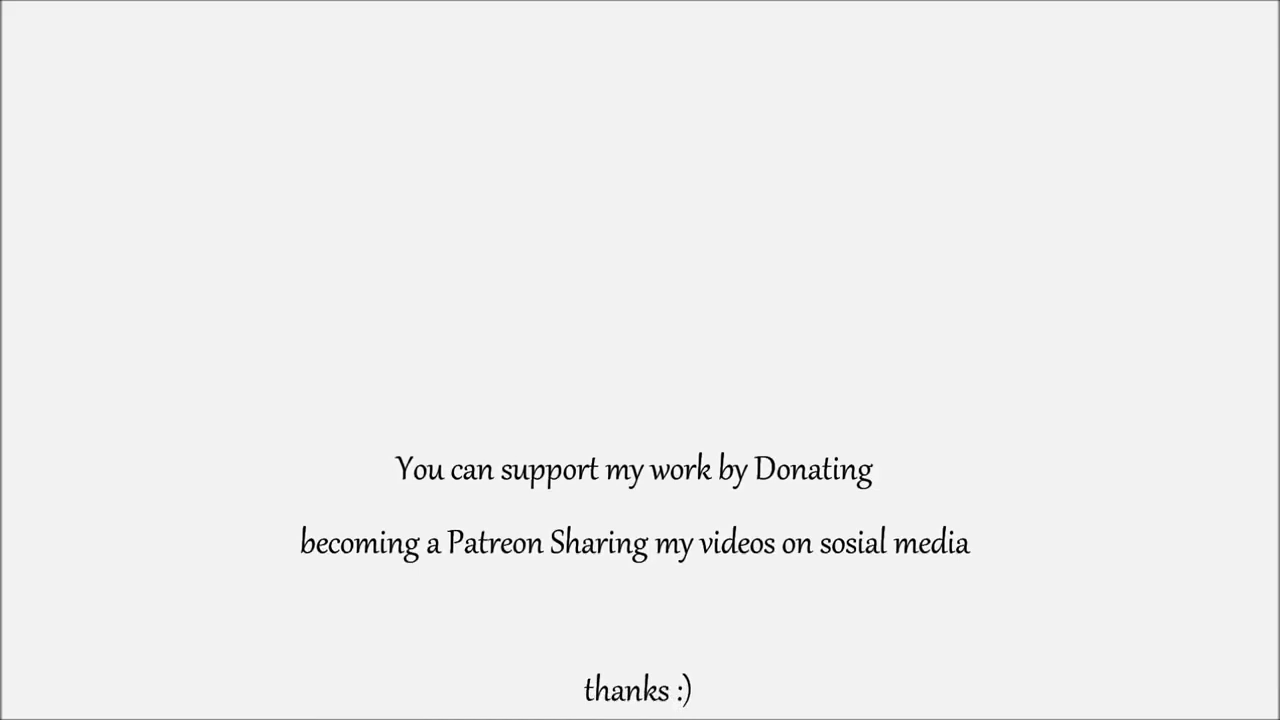 You can support my work by Donating
becoming a Patreon Sharing my videos on sosial media
thanks :)